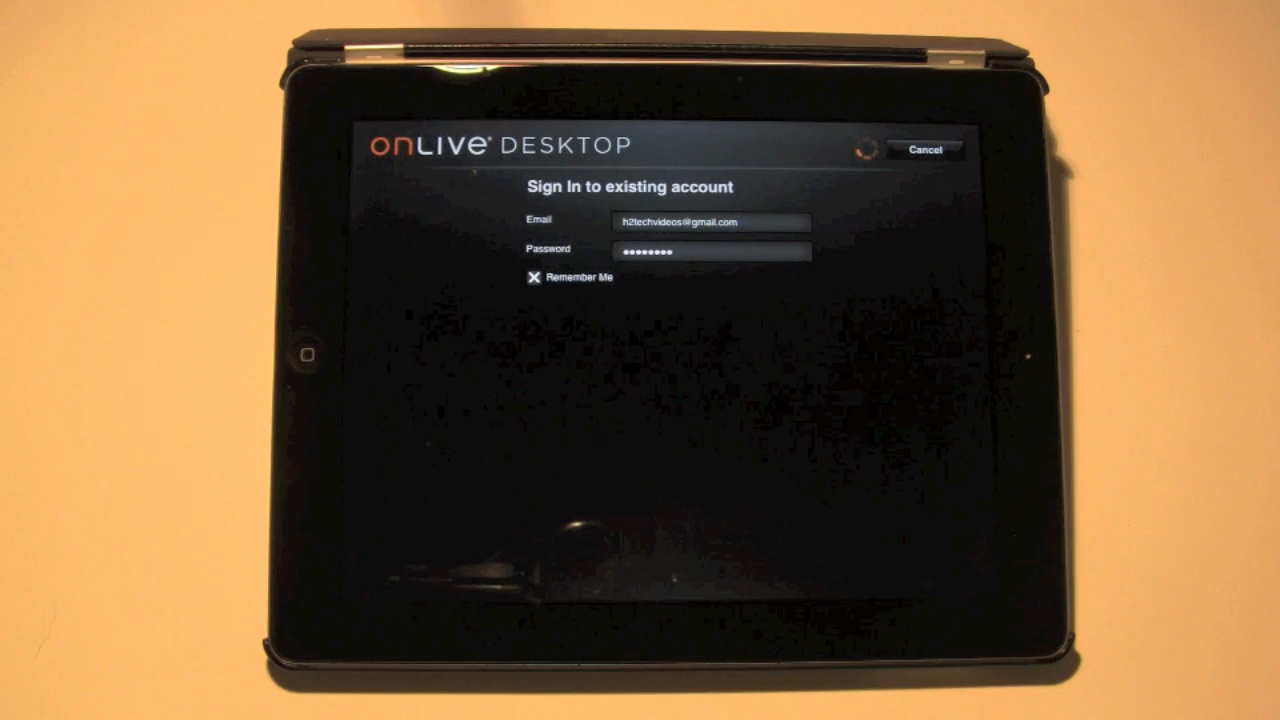 onLIVE DESKTOP
Cancel
Sign In to existing account
Email
h2techvideos@gmail.com
Password
••••••••
Remember Me